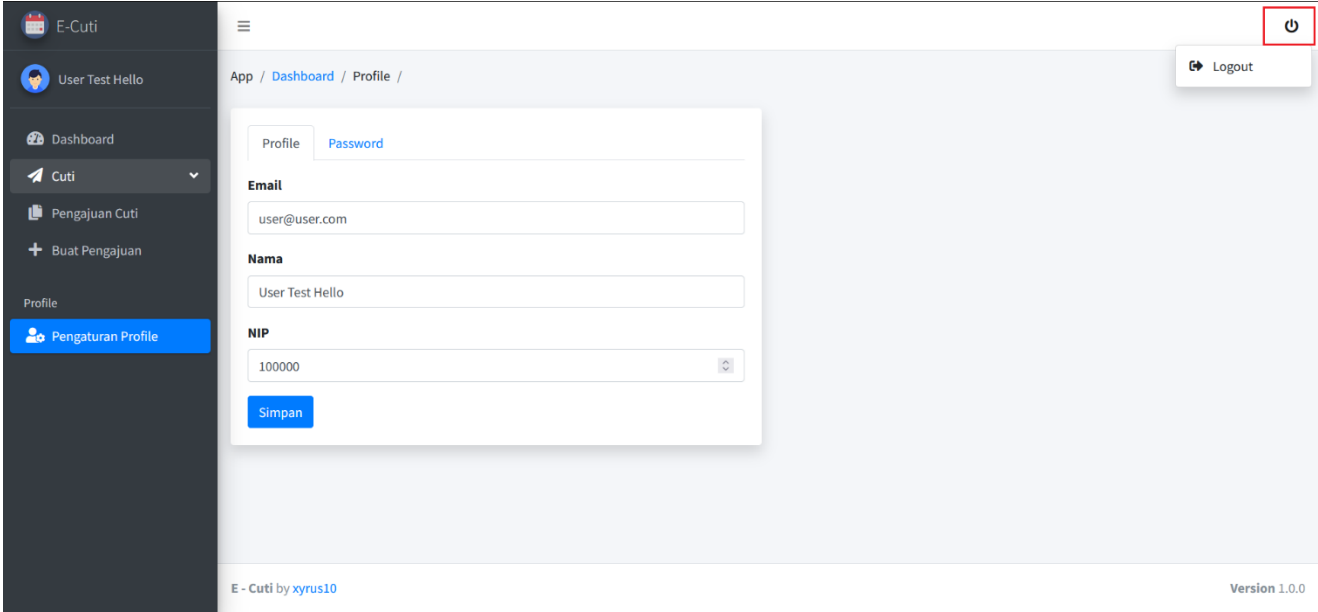 E-Cuti
User Test Hello
Dashboard
Cuti
Pengajuan Cuti
Buat Pengajuan
Profile
Pengaturan Profile
Logout
App / Dashboard / Profile /
Profile Password
Email
user@user.com
Nama
User Test Hello
NIP
100000
Simpan
E - Cuti by xyrus10
Version 1.0.0